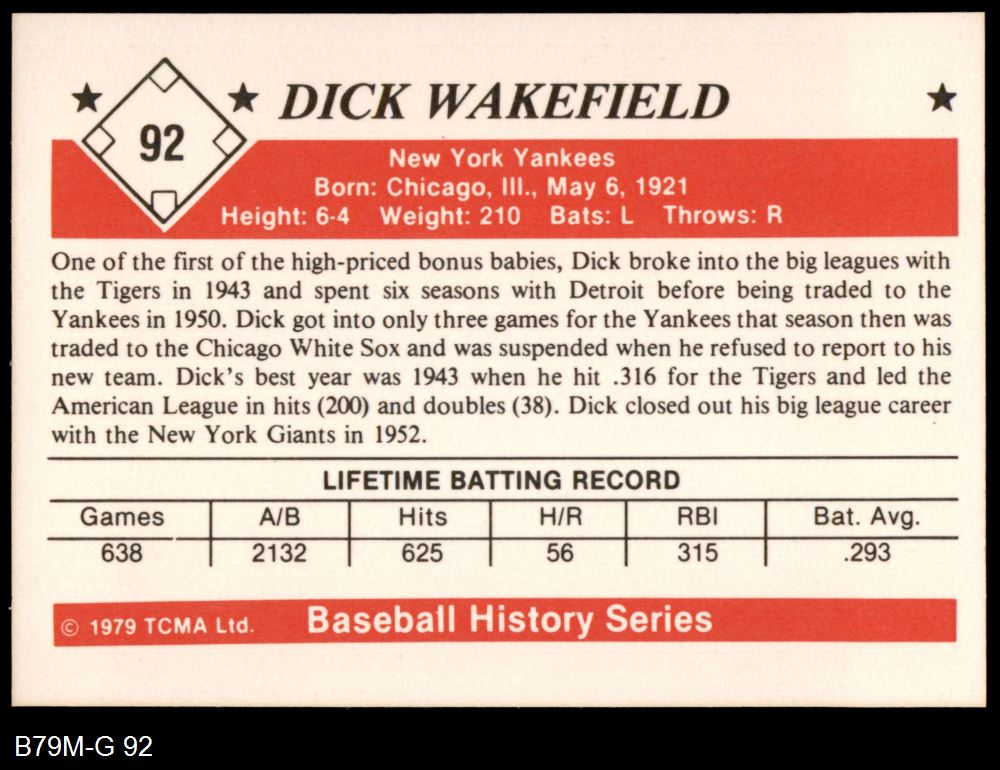 92
DICK WAKEFIELD
New York Yankees
Born: Chicago, Ill., May 6, 1921
Height: 6-4 Weight: 210 Bats: L Throws: R
One of the first of the high-priced bonus babies, Dick broke into the big leagues with
the Tigers in 1943 and spent six seasons with Detroit before being traded to the
Yankees in 1950. Dick got into only three games for the Yankees that season then was
traded to the Chicago White Sox and was suspended when he refused to report to his
new team. Dick's best year was 1943 when he hit .316 for the Tigers and led the
American League in hits (200) and doubles (38). Dick closed out his big league career
with the New York Giants in 1952.
LIFETIME BATTING RECORD
Games A/B Hits H/R RBI Bat. Avg.
638 2132 625 56 315 .293
© 1979 TCMA Ltd. Baseball History Series
B79M-G 92